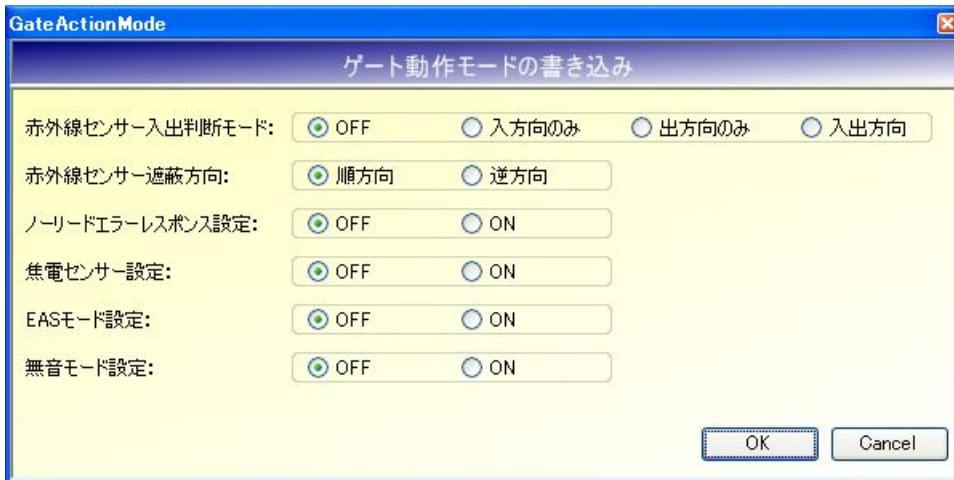 GateActionMode
ゲート動作モードの書き込み
赤外線センサー入出判断モード: OFF 入方向のみ 出方向のみ 入出方向
赤外線センサー遮蔽方向: 順方向 逆方向
ノーリードエラーレスポンス設定: OFF ON
焦電センサー設定: OFF ON
EASモード設定: OFF ON
無音モード設定: OFF ON
OK Cancel